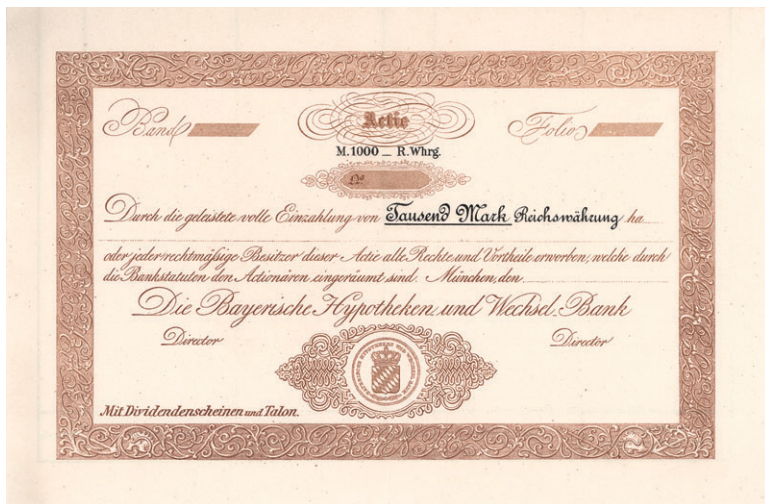 Band Actie Folio
M.1000 _ R.Whrg.
No
Durch die geleistete volle Einzahlung von Tausend Mark Reichswährung ha
oder jeder rechtmäßige Besitzer dieser Actie alle Rechte und Vortheile erworben, welche durch
die Bankstatuten den Actionären eingeräumt sind. München, den
Die Bayerische Hypotheken und Wechsel-Bank
Director Director
Mit Dividendenscheinen und Talon.